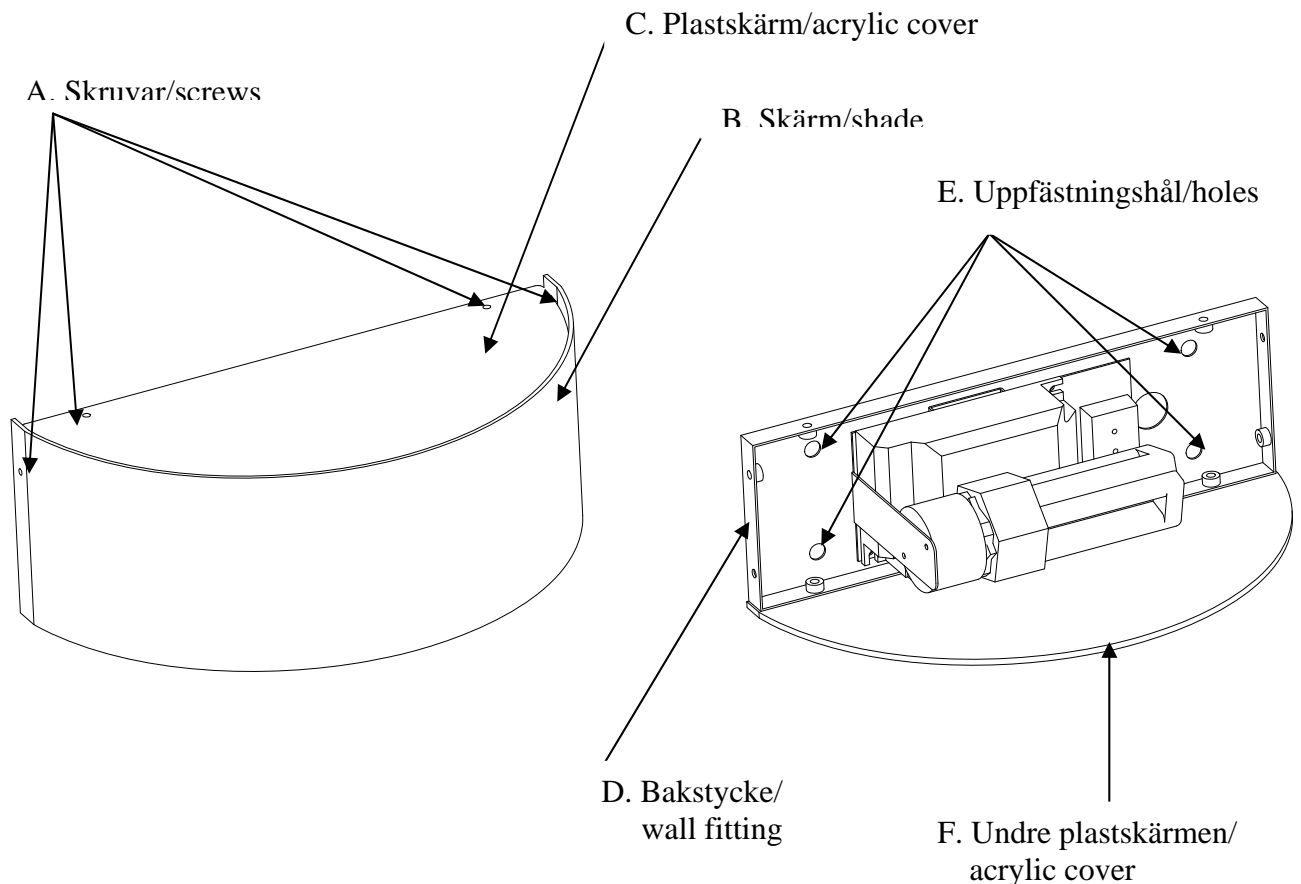 C. Plastskärm/acrylic cover
A. Skruvar/screws
B. Skärm/shade
E. Uppfästningshål/holes
D. Bakstycke/
wall fitting
F. Undre plastskärmen/
acrylic cover